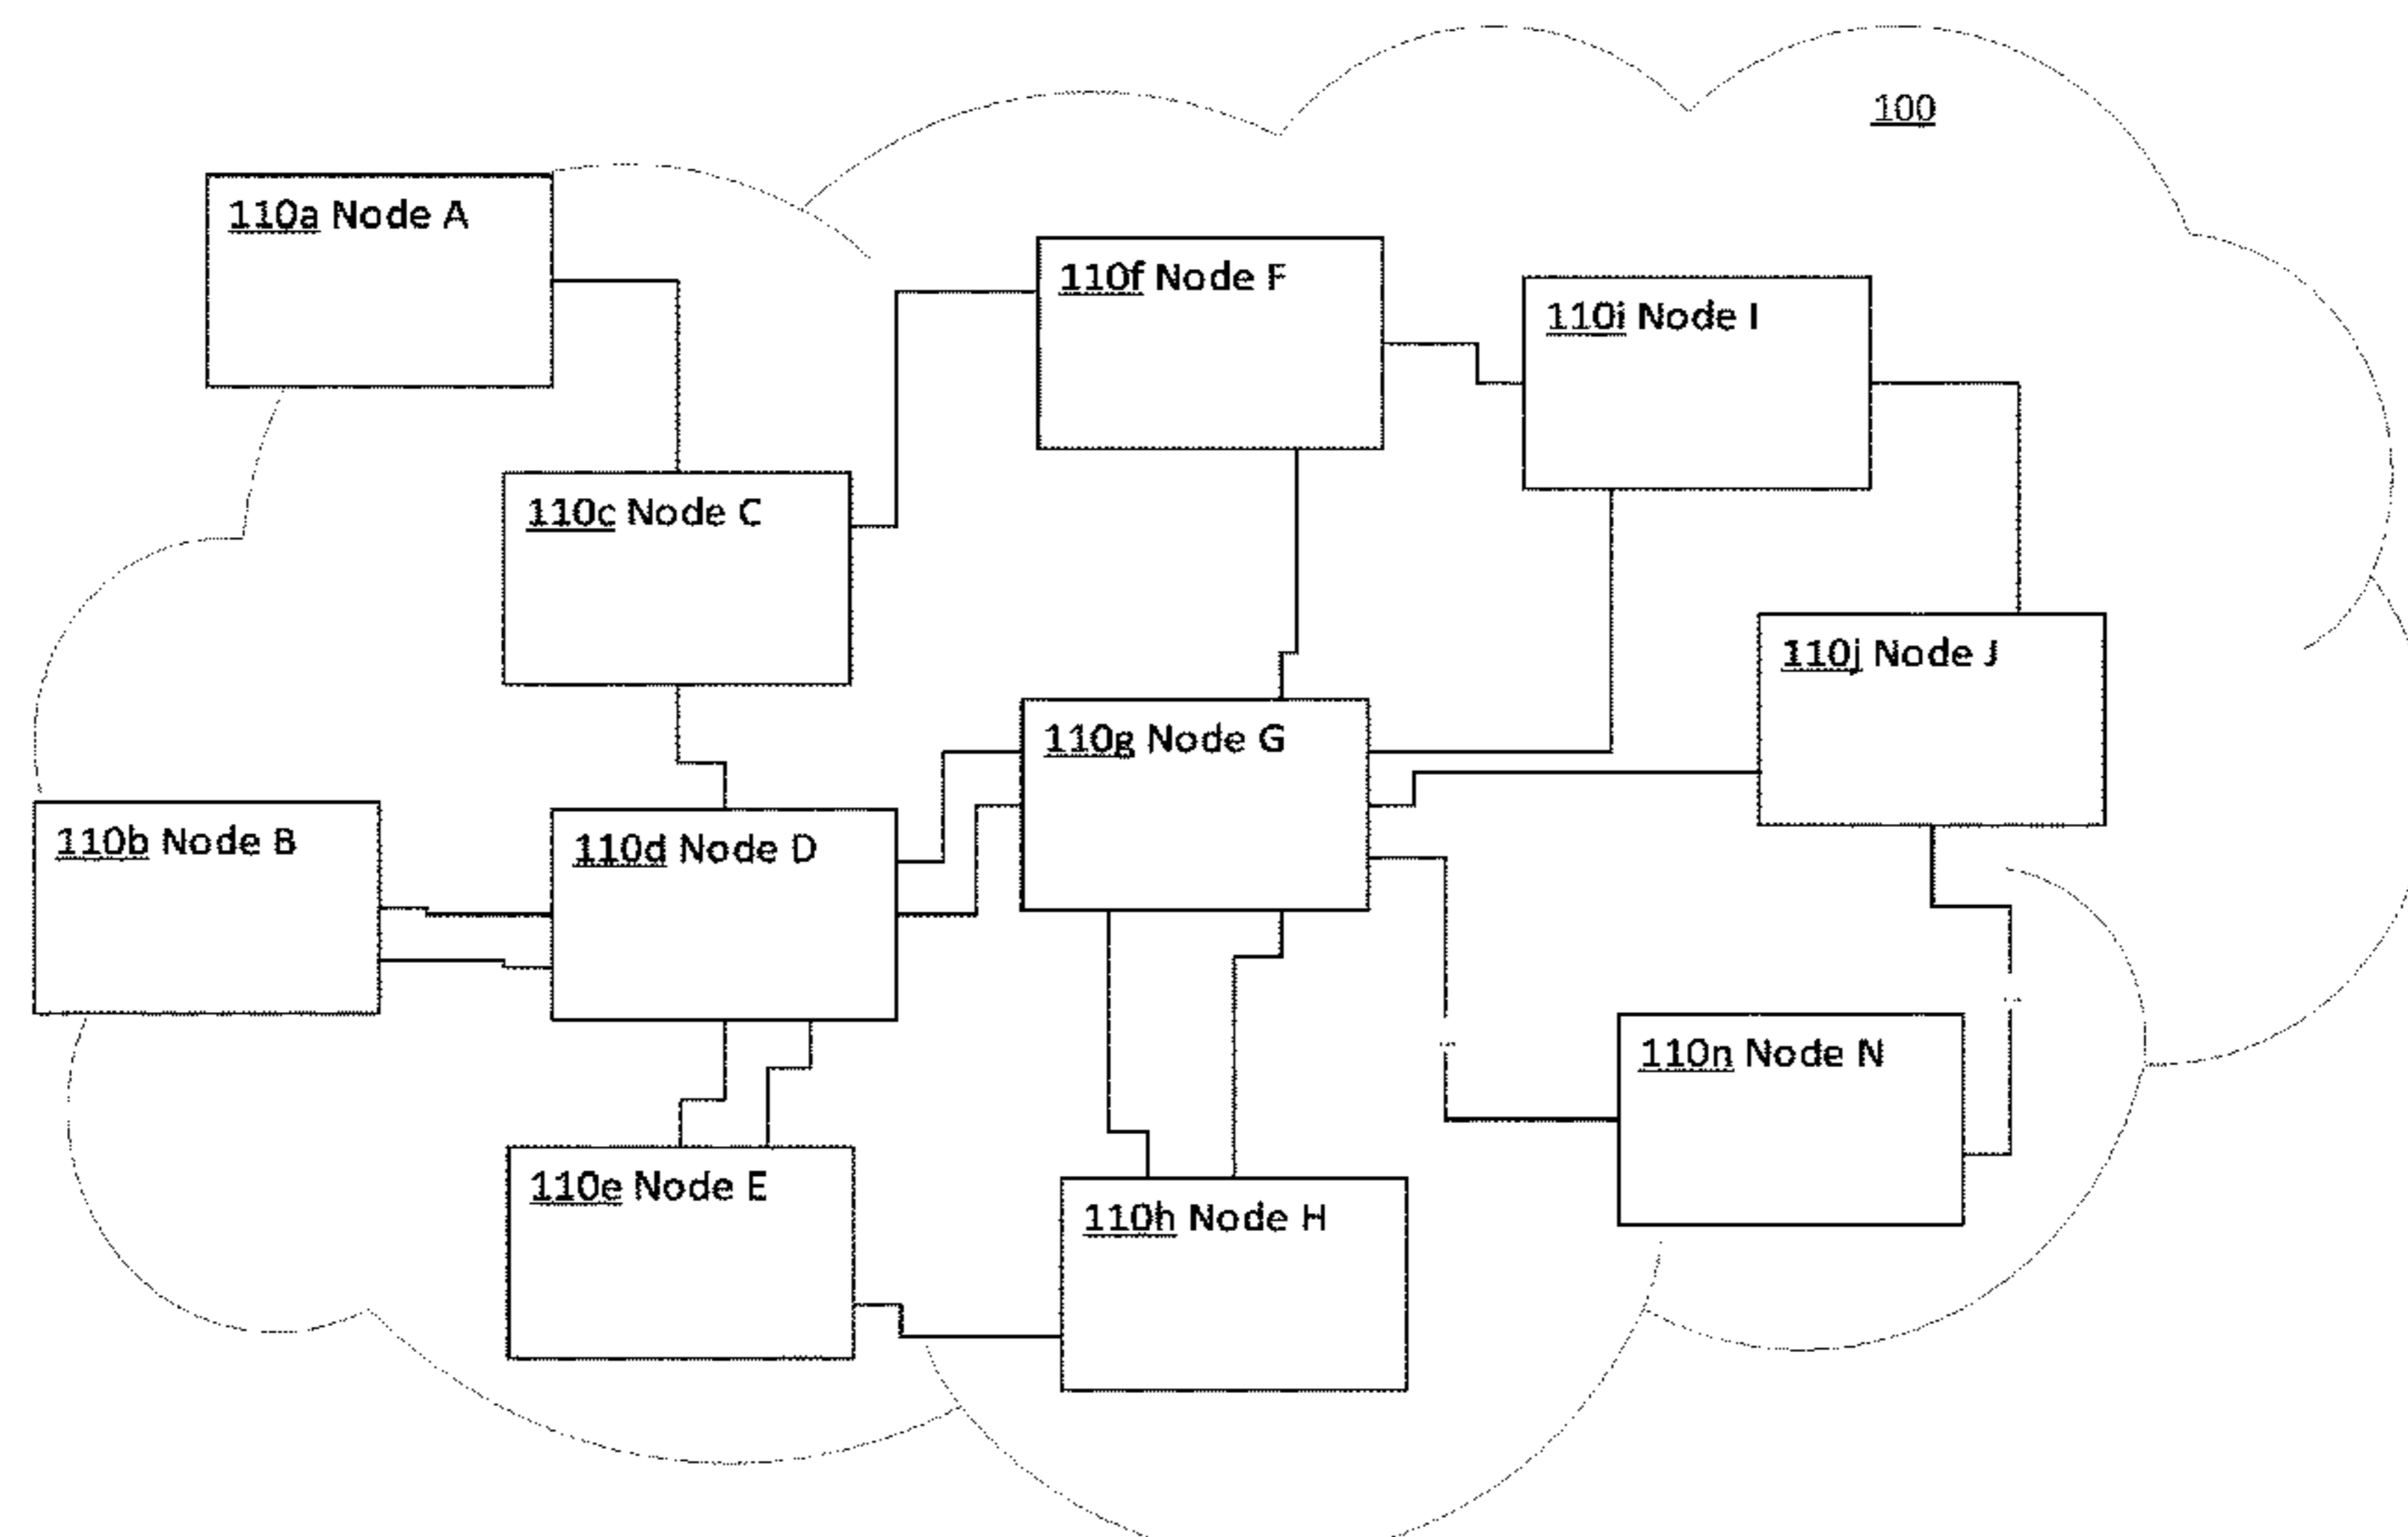 100
110a Node A
110f Node F
110i Node I
110c Node C
110j Node J
110g Node G
110b Node B
110d Node D
110n Node N
110e Node E
110h Node H